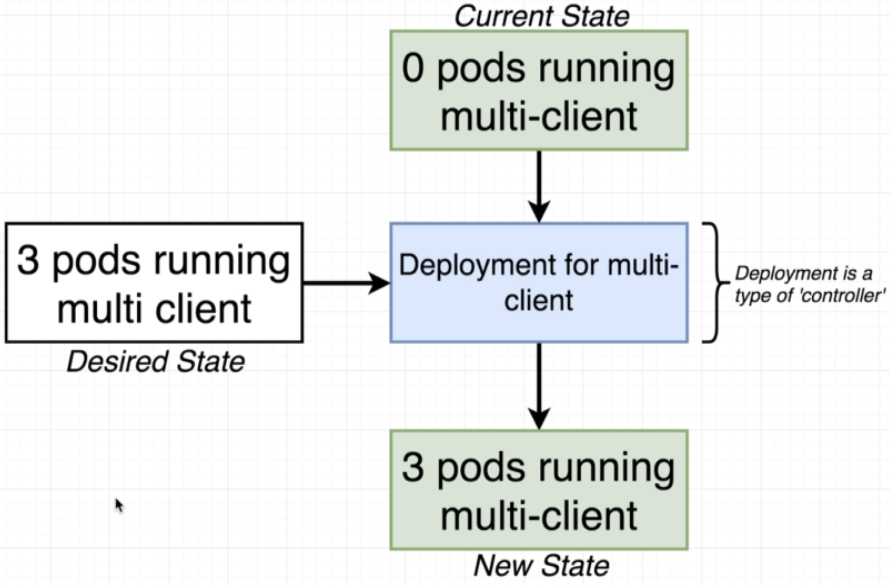 Current State
0 pods running
multi-client
3 pods running
multi client
Desired State
Deployment for multi-
client
Deployment is a
type of 'controller'
3 pods running
multi-client
New State